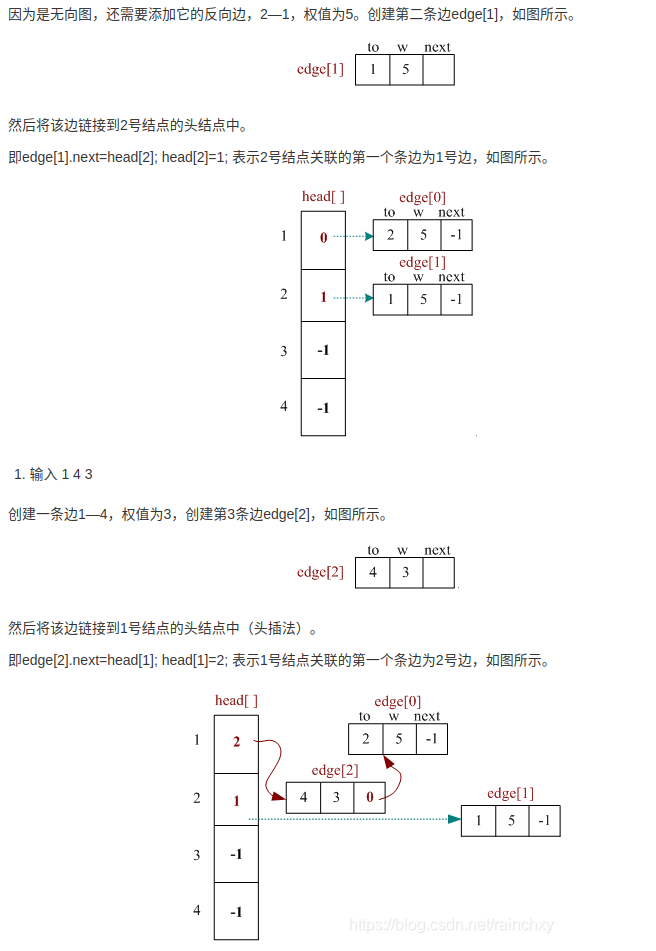 因为是无向图，还需要添加它的反向边，2—1，权值为5。创建第二条边edge[1]，如图所示。
to w next
edge[1] 1 5
然后将该边链接到2号结点的头结点中。
即edge[1].next=head[2]; head[2]=1; 表示2号结点关联的第一个条边为1号边，如图所示。
head[ ] edge[0]
to w next
1 0 2 5 -1
edge[1]
to w next
2 1 1 5 -1
3 -1
4 -1
1. 输入 1 4 3
创建一条边1—4，权值为3，创建第3条边edge[2]，如图所示。
to w next
edge[2] 4 3
然后将该边链接到1号结点的头结点中（头插法）。
即edge[2].next=head[1]; head[1]=2; 表示1号结点关联的第一个条边为2号边，如图所示。
head[ ] edge[0]
to w next
1 2 2 5 -1
edge[2]
4 3 0
edge[1]
2 1 1 5 -1
3 -1
4 -1
https://blog.csdn.net/rainchxy